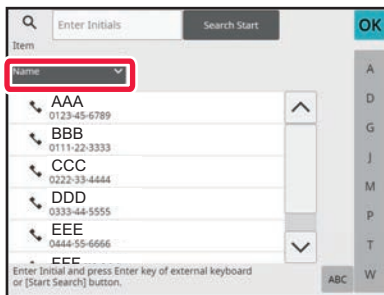 Enter Initials
Search Start
OK
Item
Name
AAA
0123-45-6789
BBB
0111-22-3333
CCC
0222-33-4444
DDD
0333-44-5555
EEE
0444-55-6666
A
D
G
J
M
P
T
W
ABC
Enter Initial and press Enter key of external keyboard
or [Start Search] button.